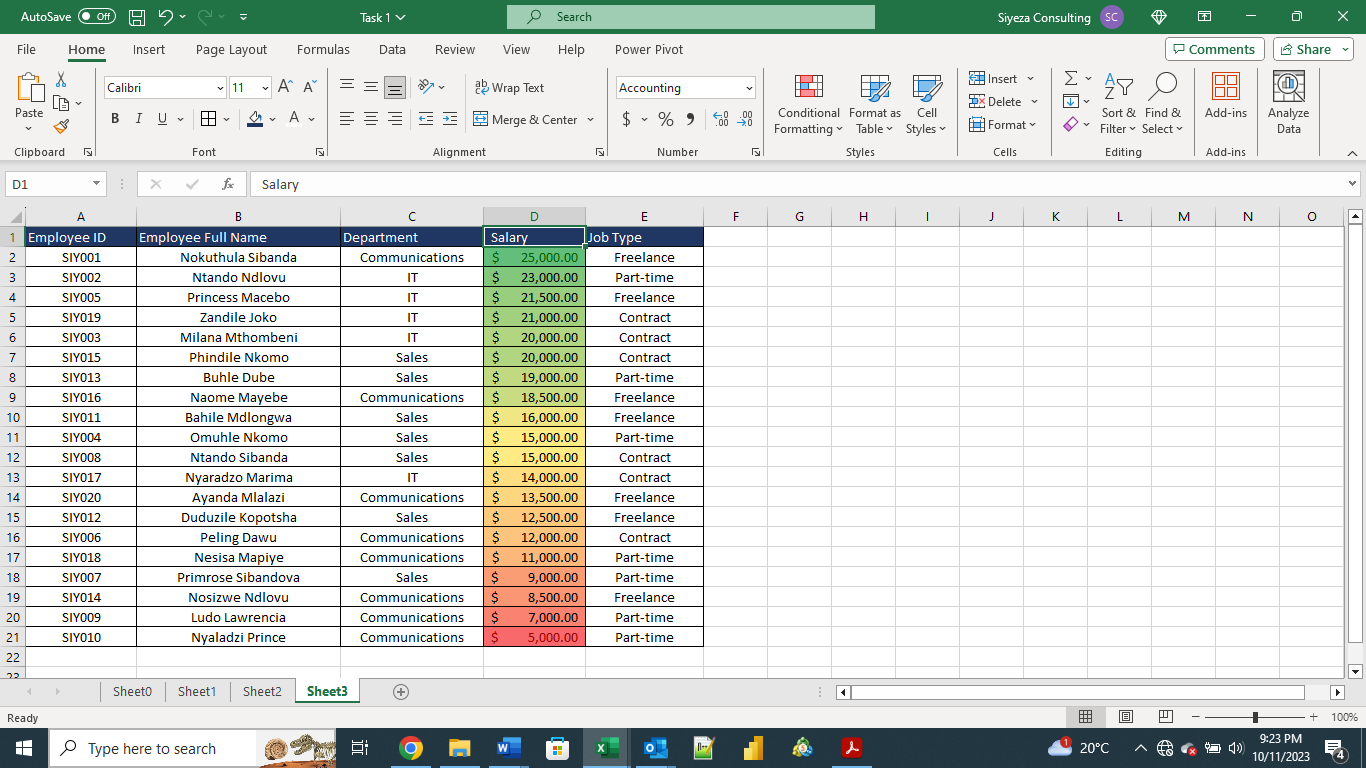 AutoSave Off Task 1 Search Siyeza Consulting SC
File Home Insert Page Layout Formulas Data Review View Help Power Pivot Comments Share
Paste
Clipboard
Calibri 11
B I U A
Font
ab Wrap Text
Merge & Center
Alignment
Accounting
$ %
Number
Conditional Formatting
Format as Table
Cell Styles
Styles
Insert
Delete
Format
Cells
Sort & Filter
Find & Select
Editing
Add-ins
Add-ins
Analyze Data
D1 fx Salary
A B C D E F G H I J K L M N O
1 Employee ID Employee Full Name Department Salary Job Type
2 SIY001 Nokuthula Sibanda Communications $ 25,000.00 Freelance
3 SIY002 Ntando Ndlovu IT $ 23,000.00 Part-time
4 SIY005 Princess Macebo IT $ 21,500.00 Freelance
5 SIY019 Zandile Joko IT $ 21,000.00 Contract
6 SIY003 Milana Mthombeni IT $ 20,000.00 Contract
7 SIY015 Phindile Nkomo Sales $ 20,000.00 Contract
8 SIY013 Buhle Dube Sales $ 19,000.00 Part-time
9 SIY016 Naome Mayebe Communications $ 18,500.00 Freelance
10 SIY011 Bahile Mdlongwa Sales $ 16,000.00 Freelance
11 SIY004 Omuhle Nkomo Sales $ 15,000.00 Part-time
12 SIY008 Ntando Sibanda Sales $ 15,000.00 Contract
13 SIY017 Nyaradzo Marima IT $ 14,000.00 Contract
14 SIY020 Ayanda Mlalazi Communications $ 13,500.00 Freelance
15 SIY012 Duduzile Kopotsha Sales $ 12,500.00 Freelance
16 SIY006 Peling Dawu Communications $ 12,000.00 Contract
17 SIY018 Nesisa Mapiye Communications $ 11,000.00 Part-time
18 SIY007 Primrose Sibandova Sales $ 9,000.00 Part-time
19 SIY014 Nosizwe Ndlovu Communications $ 8,500.00 Freelance
20 SIY009 Ludo Lawrencia Communications $ 7,000.00 Part-time
21 SIY010 Nyaladzi Prince Communications $ 5,000.00 Part-time
22
23
Sheet0 Sheet1 Sheet2 Sheet3
Ready 100%
Type here to search 1 20°C 9:23 PM
10/11/2023 4